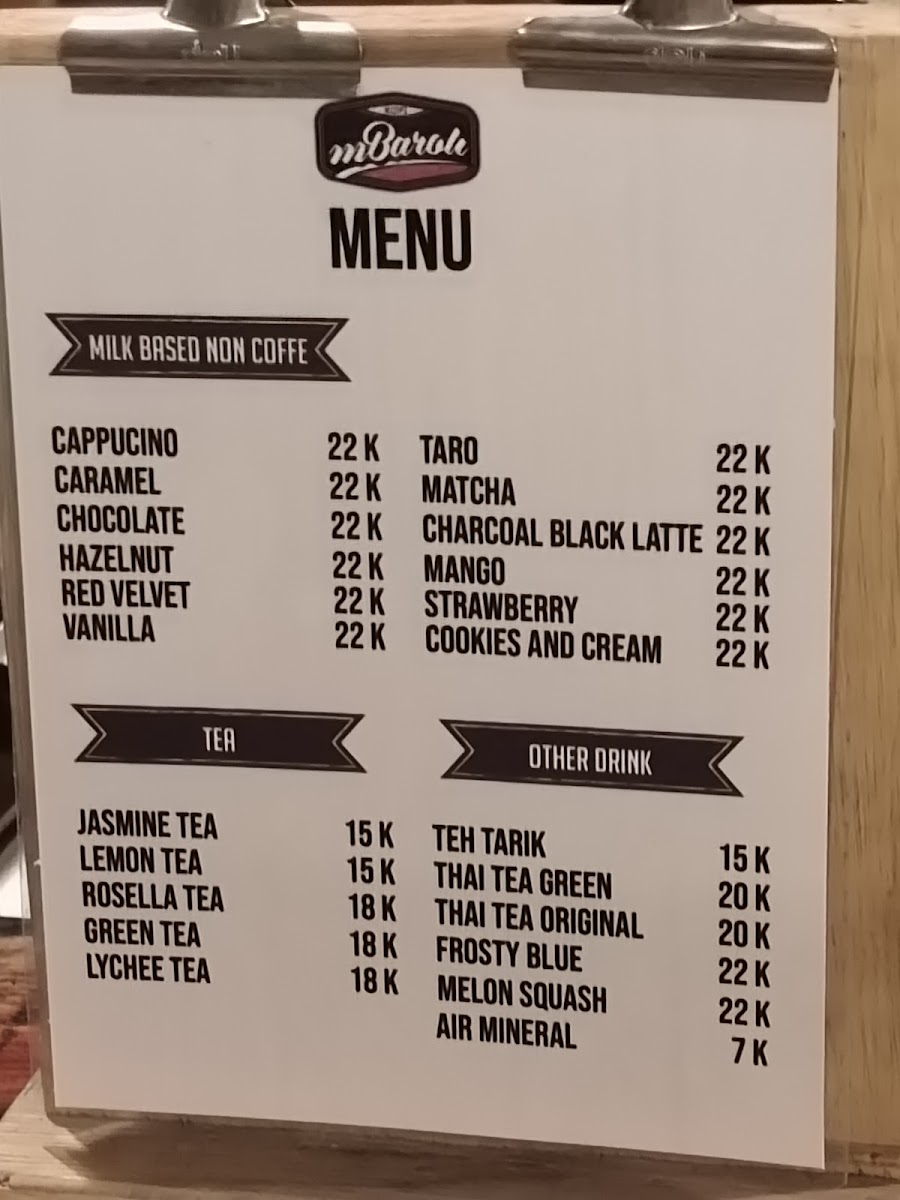 mBaroh
MENU
MILK BASED NON COFFE
CAPPUCINO 22 K
CARAMEL 22 K
CHOCOLATE 22 K
HAZELNUT 22 K
RED VELVET 22 K
VANILLA 22 K
TARO 22 K
MATCHA 22 K
CHARCOAL BLACK LATTE 22 K
MANGO 22 K
STRAWBERRY 22 K
COOKIES AND CREAM 22 K
TEA
JASMINE TEA 15 K
LEMON TEA 15 K
ROSELLA TEA 18 K
GREEN TEA 18 K
LYCHEE TEA 18 K
OTHER DRINK
TEH TARIK 15 K
THAI TEA GREEN 20 K
THAI TEA ORIGINAL 20 K
FROSTY BLUE 22 K
MELON SQUASH 22 K
AIR MINERAL 7 K